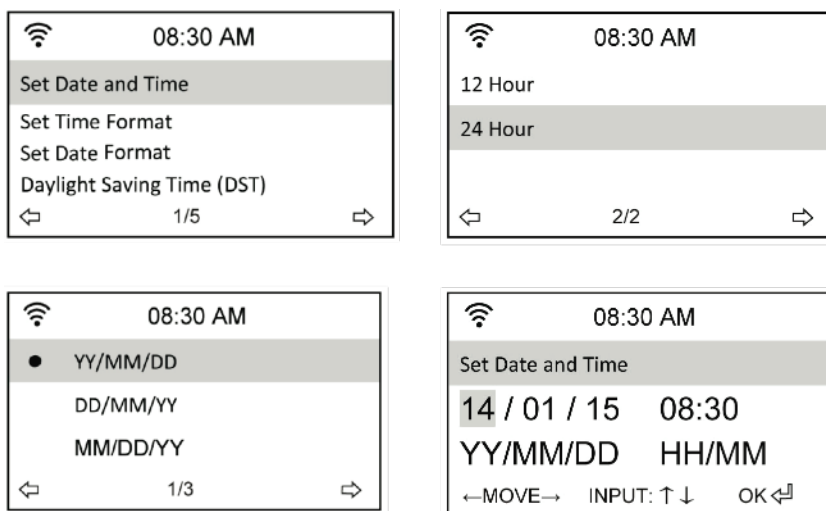 08:30 AM
Set Date and Time
Set Time Format
Set Date Format
Daylight Saving Time (DST)
⇦ 1/5 ⇨
08:30 AM
12 Hour
24 Hour
⇦ 2/2 ⇨
08:30 AM
● YY/MM/DD
DD/MM/YY
MM/DD/YY
⇦ 1/3 ⇨
08:30 AM
Set Date and Time
14 / 01 / 15 08:30
YY/MM/DD HH/MM
←MOVE→ INPUT: ↑↓ OK↵